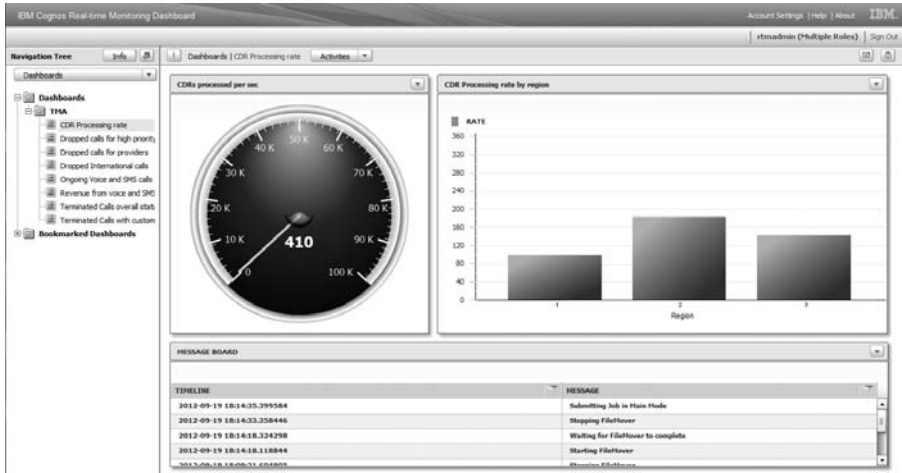 IBM Cognos Real-time Monitoring Dashboard
Account Settings | Help | About IBM.
rtmadmin (Multiple Roles) | Sign Out
Navigation Tree Info
Dashboards | CDR Processing rate Activities
Dashboards
Dashboards
TMA
CDR Processing rate
Dropped calls for high priority
Dropped calls for providers
Dropped International calls
Ongoing Voice and SMS calls
Revenue from voice and SMS
Terminated Calls overall stati
Terminated Calls with custom
Bookmarked Dashboards
CDRs processed per sec
0
10 K
20 K
30 K
40 K
50 K
60 K
70 K
80 K
90 K
100 K
410
CDR Processing rate by region
RATE
360
320
280
240
200
160
120
80
40
0
1 2 3
Region
MESSAGE BOARD
TIMELINE MESSAGE
2012-09-19 18:14:35.399584 Submitting Job in Main Mode
2012-09-19 18:14:33.358446 Stopping FileMover
2012-09-19 18:14:18.324298 Waiting for FileMover to complete
2012-09-19 18:14:18.118844 Starting FileMover
Stopping FileMover